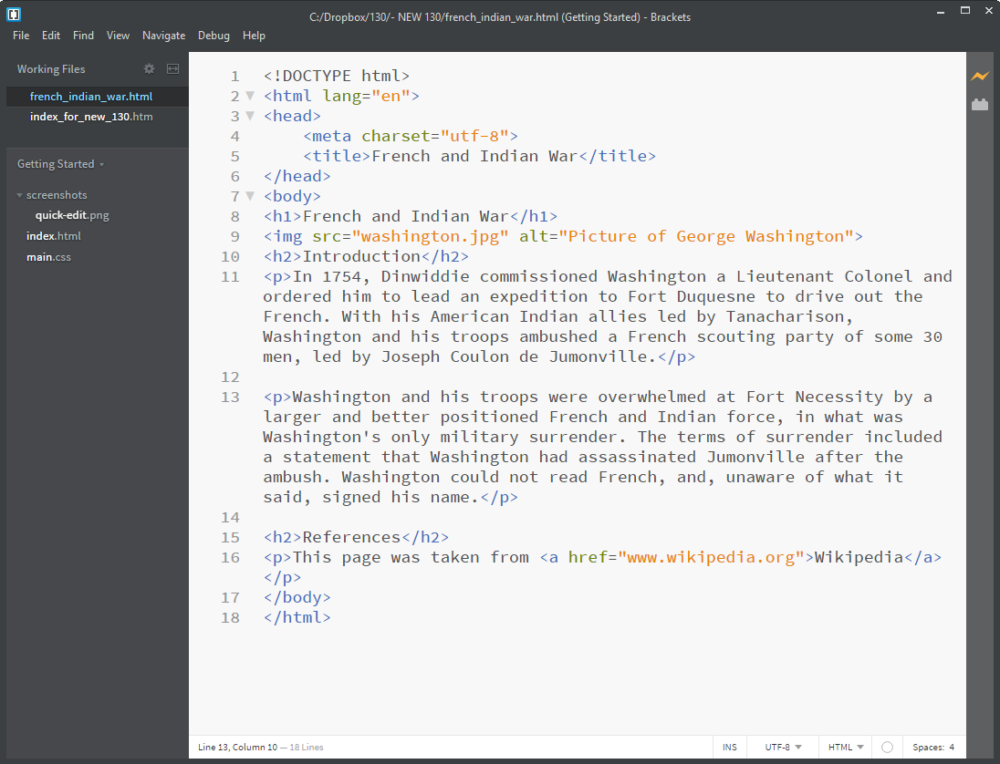 C:/Dropbox/130/- NEW 130/french_indian_war.html (Getting Started) - Brackets
File Edit Find View Navigate Debug Help
Working Files
french_indian_war.html
index_for_new_130.htm
Getting Started
screenshots
quick-edit.png
index.html
main.css
1 <!DOCTYPE html>
2 <html lang="en">
3 <head>
4 <meta charset="utf-8">
5 <title>French and Indian War</title>
6 </head>
7 <body>
8 <h1>French and Indian War</h1>
9 <img src="washington.jpg" alt="Picture of George Washington">
10 <h2>Introduction</h2>
11 <p>In 1754, Dinwiddie commissioned Washington a Lieutenant Colonel and
ordered him to lead an expedition to Fort Duquesne to drive out the
French. With his American Indian allies led by Tanacharison,
Washington and his troops ambushed a French scouting party of some 30
men, led by Joseph Coulon de Jumonville.</p>
12
13 <p>Washington and his troops were overwhelmed at Fort Necessity by a
larger and better positioned French and Indian force, in what was
Washington's only military surrender. The terms of surrender included
a statement that Washington had assassinated Jumonville after the
ambush. Washington could not read French, and, unaware of what it
said, signed his name.</p>
14
15 <h2>References</h2>
16 <p>This page was taken from <a href="www.wikipedia.org">Wikipedia</a>
</p>
17 </body>
18 </html>
Line 13, Column 10 — 18 Lines
INS UTF-8 HTML Spaces: 4